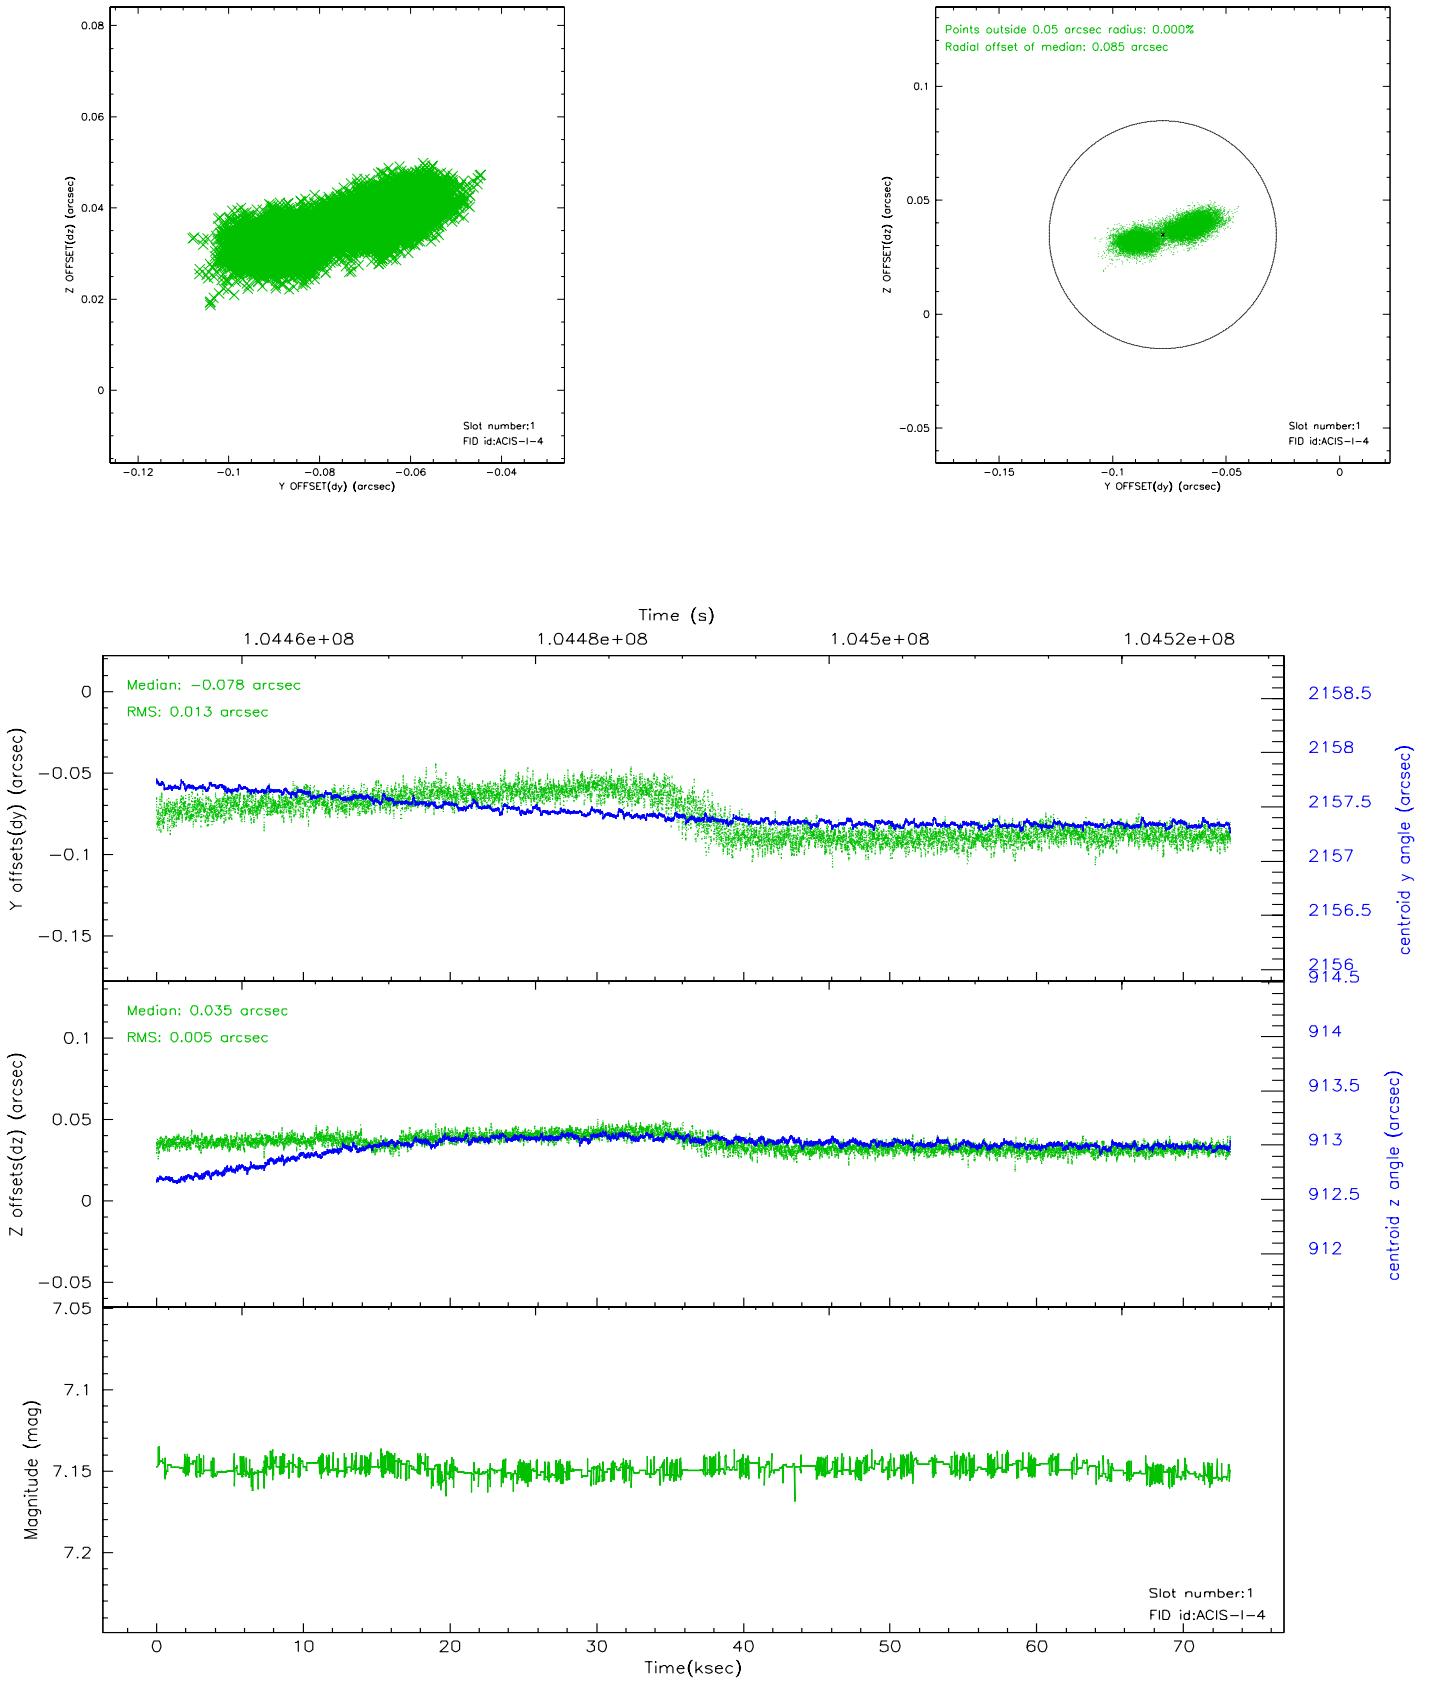 0.08
0.06
0.04
0.02
0
Z OFFSET(dz) (arcsec)
Slot number:1
FID id:ACIS-I-4
-0.12
-0.1
-0.08
-0.06
-0.04
Y OFFSET(dy) (arcsec)
Points outside 0.05 arcsec radius: 0.000%
Radial offset of median: 0.085 arcsec
0.1
0.05
0
-0.05
Z OFFSET(dz) (arcsec)
Slot number:1
FID id:ACIS-I-4
-0.15
-0.1
-0.05
0
Y OFFSET(dy) (arcsec)
Time (s)
1.0446e+08
1.0448e+08
1.045e+08
1.0452e+08
Median: -0.078 arcsec
RMS: 0.013 arcsec
0
-0.05
-0.1
-0.15
Y offsets(dy) (arcsec)
2158.5
2158
2157.5
2157
2156.5
2156
centroid y angle (arcsec)
Median: 0.035 arcsec
RMS: 0.005 arcsec
0.1
0.05
0
-0.05
Z offsets(dz) (arcsec)
914.5
914
913.5
913
912.5
912
centroid z angle (arcsec)
7.05
7.1
7.15
7.2
Magnitude (mag)
Slot number:1
FID id:ACIS-I-4
0
10
20
30
40
50
60
70
Time(ksec)